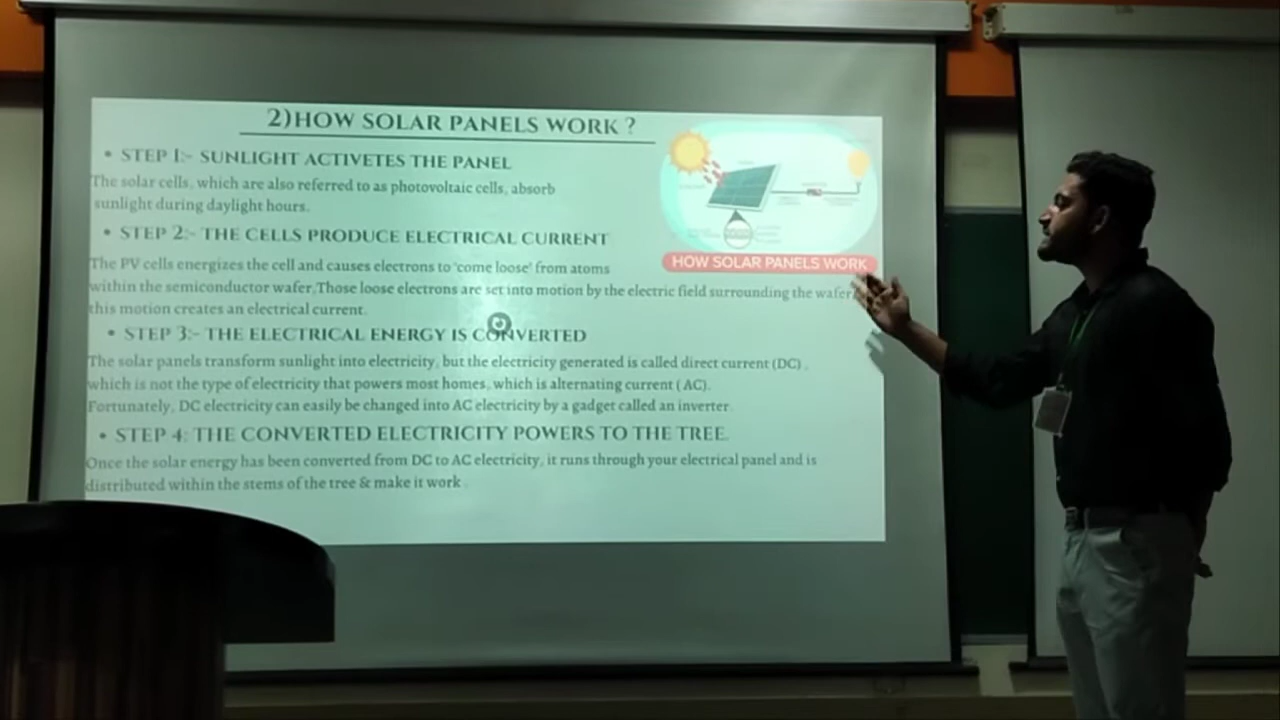 2)HOW SOLAR PANELS WORK ?
• STEP 1:- SUNLIGHT ACTIVETES THE PANEL
The solar cells, which are also referred to as photovoltaic cells, absorb
sunlight during daylight hours.
• STEP 2:- THE CELLS PRODUCE ELECTRICAL CURRENT
The PV cells energizes the cell and causes electrons to 'come loose' from atoms
within the semiconductor wafer.Those loose electrons are set into motion by the electric field surrounding the wafer,
this motion creates an electrical current.
• STEP 3:- THE ELECTRICAL ENERGY IS CONVERTED
The solar panels transform sunlight into electricity, but the electricity generated is called direct current (DC) ,
which is not the type of electricity that powers most homes, which is alternating current ( AC).
Fortunately, DC electricity can easily be changed into AC electricity by a gadget called an inverter.
• STEP 4: THE CONVERTED ELECTRICITY POWERS TO THE TREE.
Once the solar energy has been converted from DC to AC electricity, it runs through your electrical panel and is
distributed within the stems of the tree & make it work .
HOW SOLAR PANELS WORK